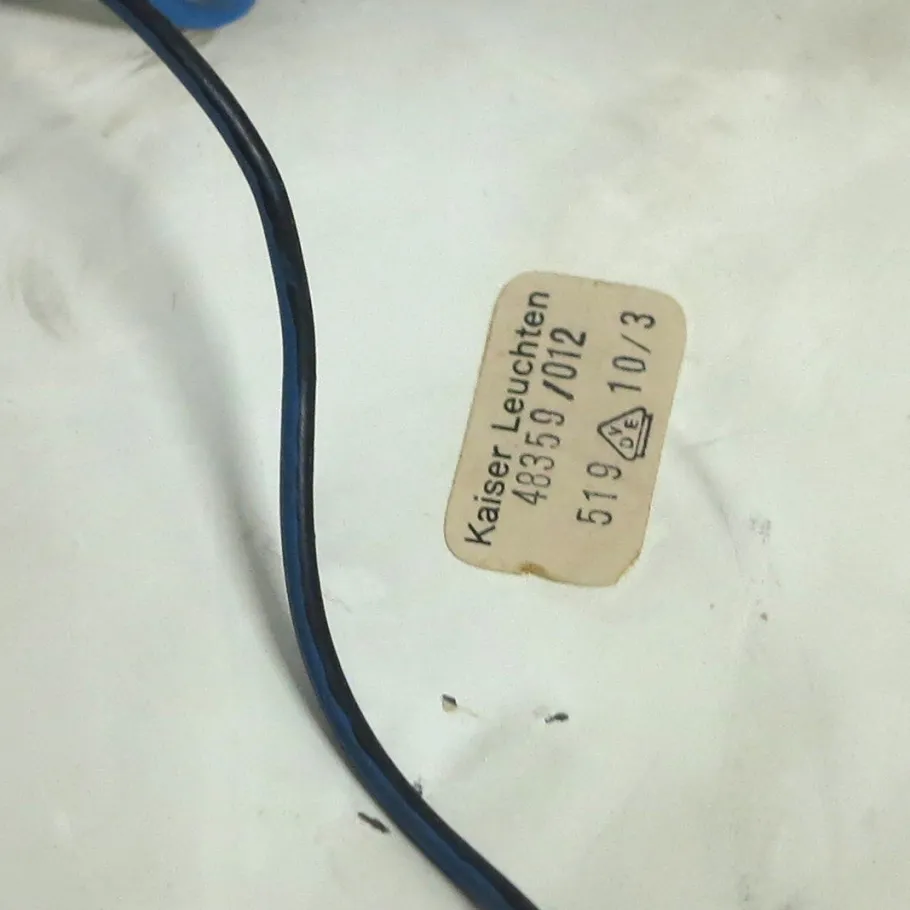 Kaiser Leuchten
48359/012
519 VDE 10/3